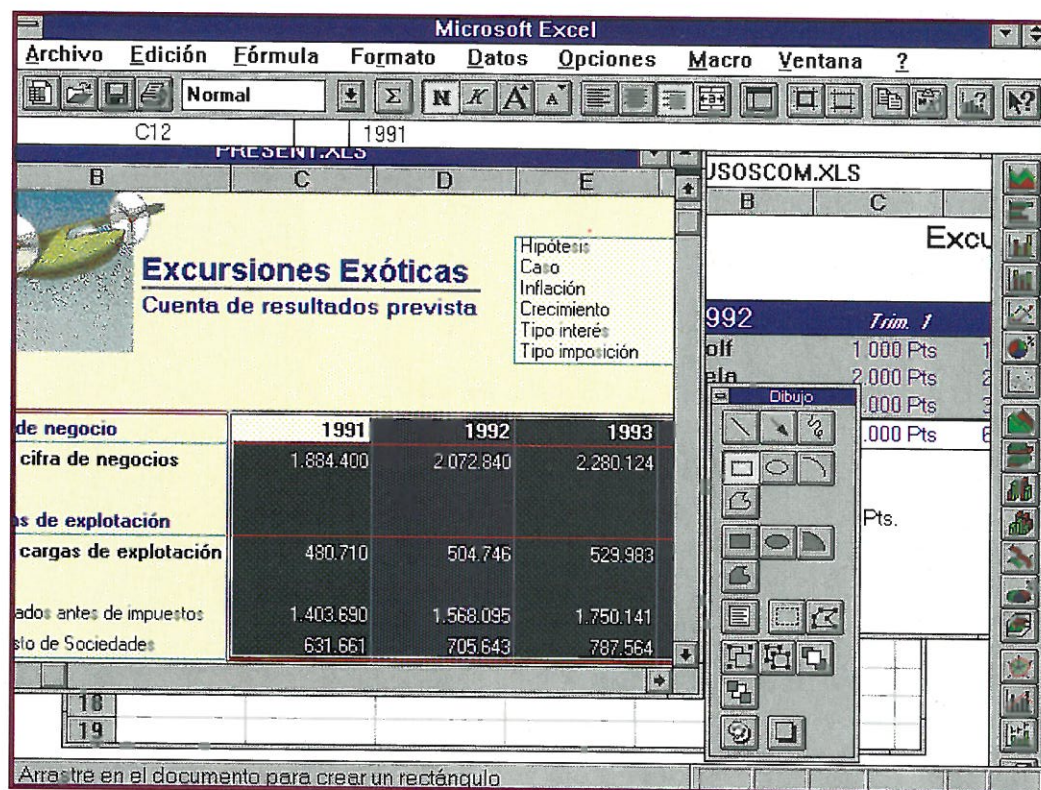 Microsoft Excel
Archivo Edición Fórmula Formato Datos Opciones Macro Ventana ?
Normal Σ N K A A
C12 1991
PRESENT.XLS
B C D E
Excursiones Exóticas
Cuenta de resultados prevista
Hipótesis
Caso
Inflación
Crecimiento
Tipo interés
Tipo imposición
de negocio 1991 1992 1993
cifra de negocios 1.884.400 2.072.840 2.280.124
as de explotación
cargas de explotación 480.710 504.746 529.983
ados antes de impuestos 1.403.690 1.568.095 1.750.141
sto de Sociedades 631.661 705.643 787.564
18
19
USOSCOM.XLS
B C
Excu
992 Trim. 1
olf 1.000 Pts 1
ela 2.000 Pts 2
.000 Pts 3
.000 Pts 6
Pts.
Dibujo
Arrastre en el documento para crear un rectángulo